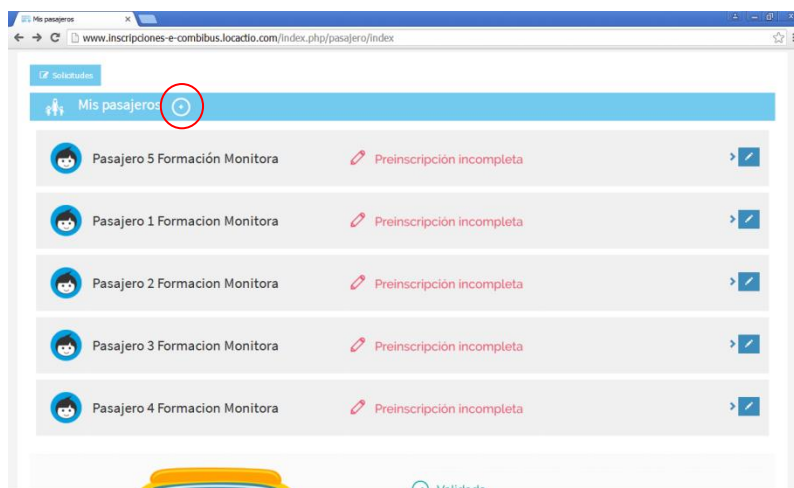 Mis pasajeros
www.inscripciones-e-combibus.locactio.com/index.php/pasajero/index
Solicitudes
Mis pasajeros
Pasajero 5 Formación Monitora Preinscripción incompleta
Pasajero 1 Formacion Monitora Preinscripción incompleta
Pasajero 2 Formacion Monitora Preinscripción incompleta
Pasajero 3 Formacion Monitora Preinscripción incompleta
Pasajero 4 Formacion Monitora Preinscripción incompleta